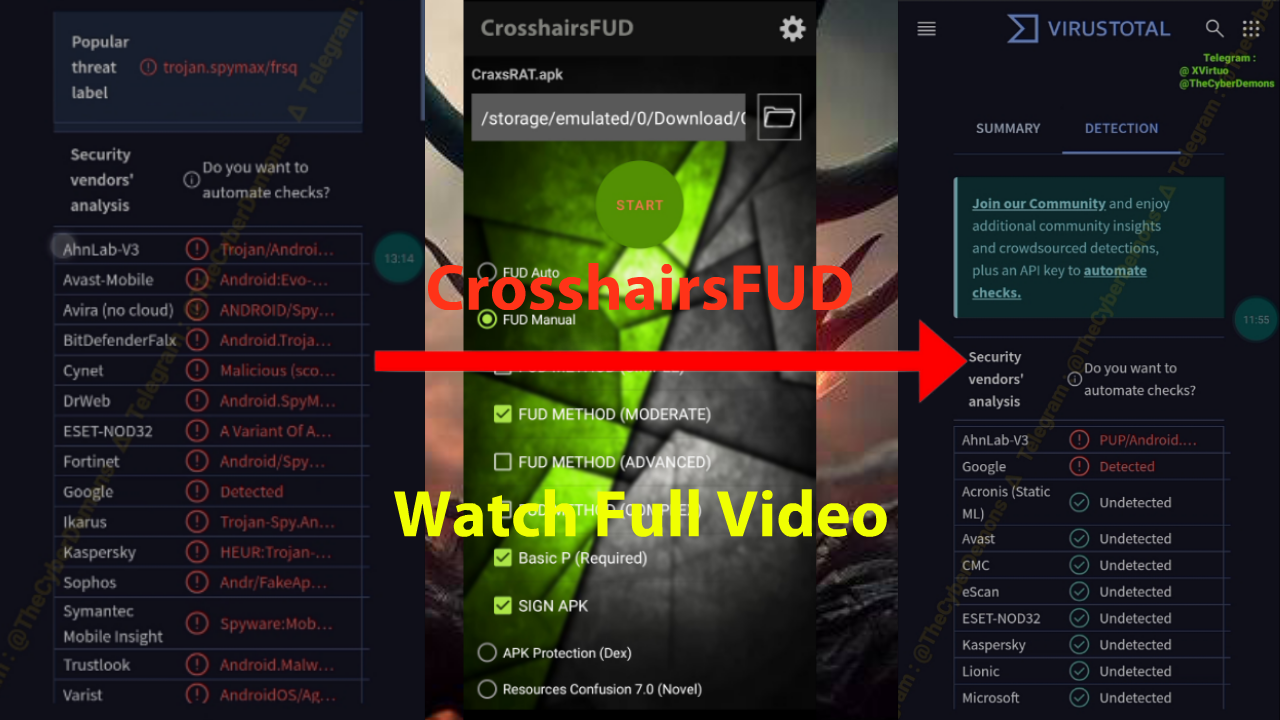 Popular
threat
label
trojan.spymax/frsq
Security
vendors'
analysis
Do you want to
automate checks?
AhnLab-V3 Trojan/Androi...
Avast-Mobile Android:Evo-...
Avira (no cloud) ANDROID/Spy...
BitDefenderFalx Android.Troja...
Cynet Malicious (sco...
DrWeb Android.SpyM...
ESET-NOD32 A Variant Of A...
Fortinet Android/Spy...
Google Detected
Ikarus Trojan-Spy.An...
Kaspersky HEUR:Trojan-...
Sophos Andr/FakeAp...
Symantec
Mobile Insight Spyware:Mob...
Trustlook Android.Malw...
Varist AndroidOS/Ag...
13:14
CrosshairsFUD
CraxsRAT.apk
/storage/emulated/0/Download/
START
FUD Auto
CrosshairsFUD
FUD Manual
FUD METHOD (MODERATE)
FUD METHOD (ADVANCED)
FUD METHOD
Watch Full Video
Basic P (Required)
SIGN APK
APK Protection (Dex)
Resources Confusion 7.0 (Novel)
VIRUSTOTAL
Telegram :
@ XVirtuo
@TheCyberDemons
SUMMARY DETECTION
Join our Community and enjoy
additional community insights
and crowdsourced detections,
plus an API key to automate
checks.
11:55
Security
vendors'
analysis
Do you want to
automate checks?
AhnLab-V3 PUP/Android....
Google Detected
Acronis (Static
ML) Undetected
Avast Undetected
CMC Undetected
eScan Undetected
ESET-NOD32 Undetected
Kaspersky Undetected
Lionic Undetected
Microsoft Undetected
Telegram : @TheCyberDemons